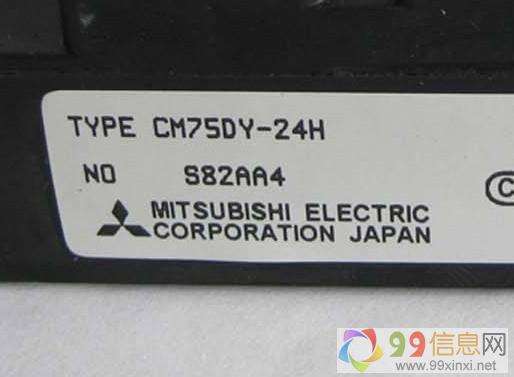 TYPE CM75DY-24H
NO S82AA4
MITSUBISHI ELECTRIC
CORPORATION JAPAN
C
99信息网
www.99xinxi.net